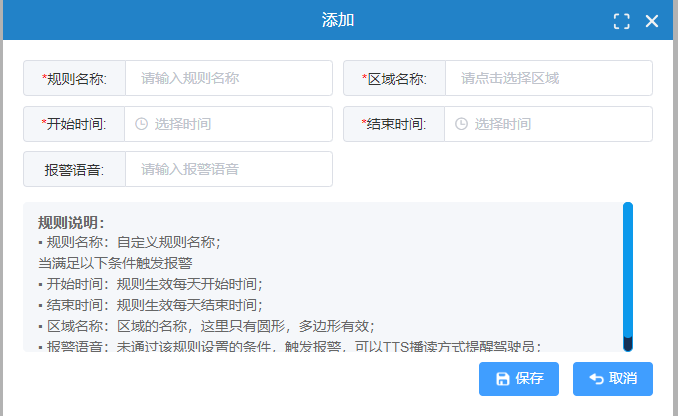 添加
*规则名称: 请输入规则名称 *区域名称: 请点击选择区域
*开始时间: 选择时间 *结束时间: 选择时间
报警语音: 请输入报警语音
规则说明：
▪ 规则名称：自定义规则名称；
当满足以下条件触发报警
▪ 开始时间：规则生效每天开始时间；
▪ 结束时间：规则生效每天结束时间；
▪ 区域名称：区域的名称，这里只有圆形，多边形有效；
▪ 报警语音：未通过该规则设置的条件，触发报警，可以TTS播读方式提醒驾驶员；
保存 取消